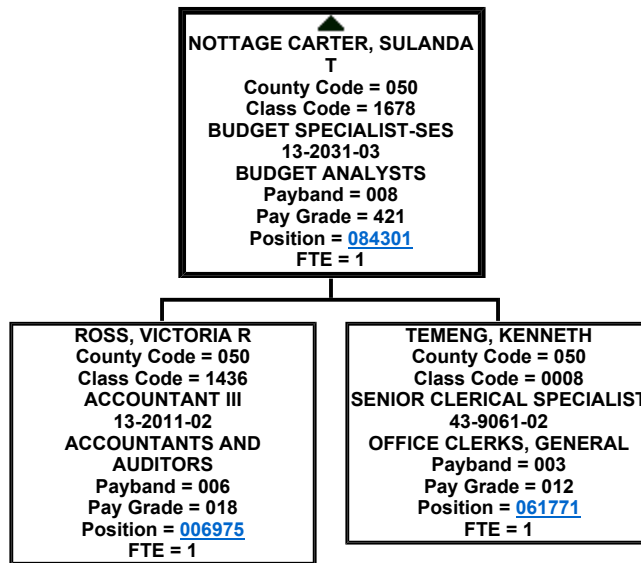 NOTTAGE CARTER, SULANDA
T
County Code = 050
Class Code = 1678
BUDGET SPECIALIST-SES
13-2031-03
BUDGET ANALYSTS
Payband = 008
Pay Grade = 421
Position = 084301
FTE = 1
ROSS, VICTORIA R
County Code = 050
Class Code = 1436
ACCOUNTANT III
13-2011-02
ACCOUNTANTS AND
AUDITORS
Payband = 006
Pay Grade = 018
Position = 006975
FTE = 1
TEMENG, KENNETH
County Code = 050
Class Code = 0008
SENIOR CLERICAL SPECIALIST
43-9061-02
OFFICE CLERKS, GENERAL
Payband = 003
Pay Grade = 012
Position = 061771
FTE = 1